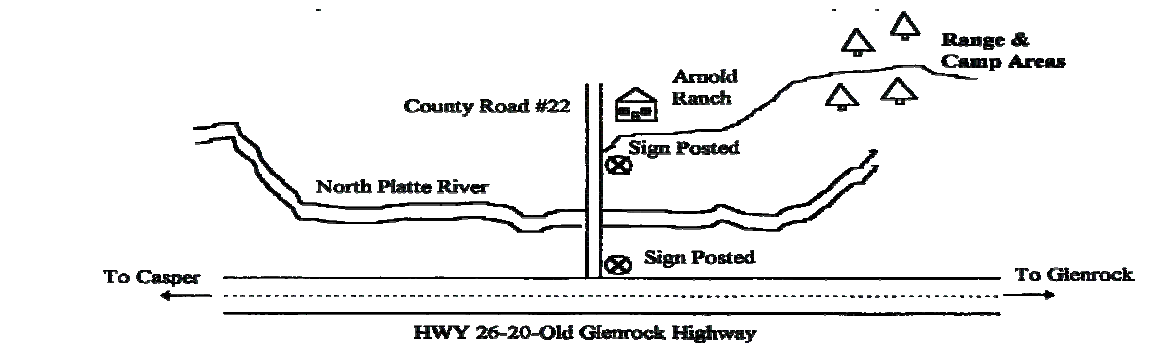 Range &
Camp Areas
Arnold
Ranch
County Road #22
Sign Posted
North Platte River
Sign Posted
To Casper
To Glenrock
HWY 26-20-Old Glenrock Highway